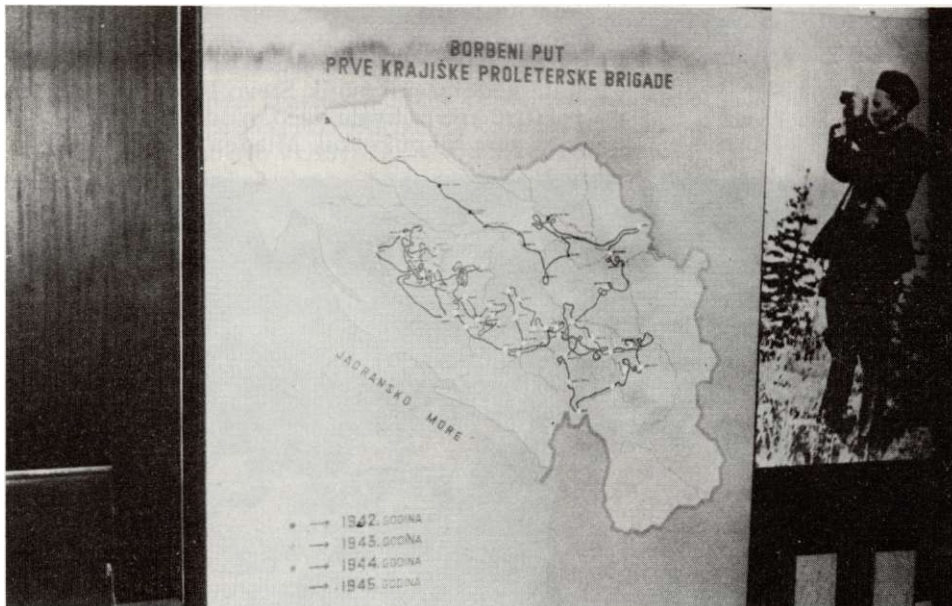 BORBENI PUT
PRVE KRAJIŠKE PROLETERSKE BRIGADE
JADRANSKO MORE
→ 1942. GODINA
→ 1943. GODINA
→ 1944. GODINA
→ 1945. GODINA